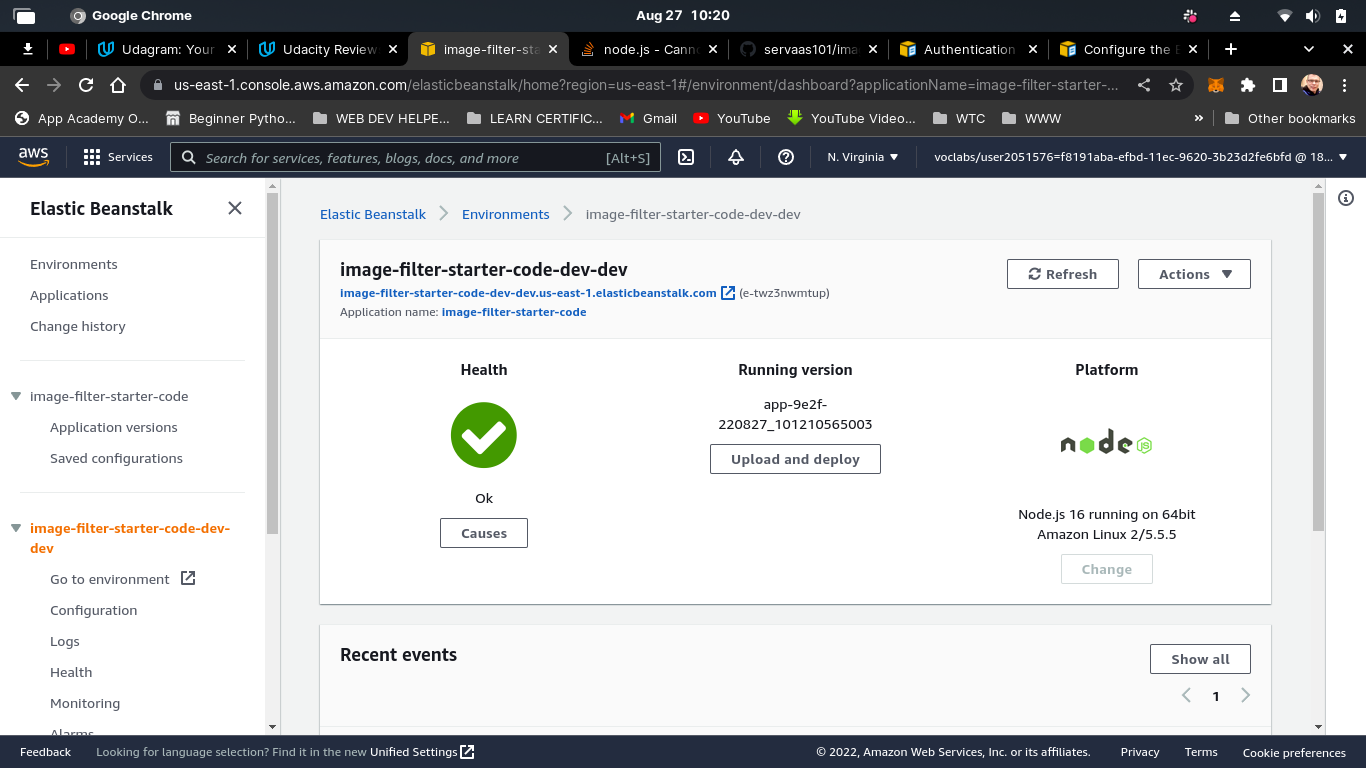 Google Chrome
Aug 27 10:20
Udagram: Your
Udacity Review
image-filter-sta
node.js - Canno
servaas101/ima
Authentication
Configure the E
us-east-1.console.aws.amazon.com/elasticbeanstalk/home?region=us-east-1#/environment/dashboard?applicationName=image-filter-starter-...
App Academy O...
Beginner Pytho...
WEB DEV HELPE...
LEARN CERTIFIC...
Gmail
YouTube
YouTube Video...
WTC
WWW
»
Other bookmarks
aws
Services
Search for services, features, blogs, docs, and more
[Alt+S]
N. Virginia
voclabs/user2051576=f8191aba-efbd-11ec-9620-3b23d2fe6bfd @ 18...
Elastic Beanstalk
Environments
Applications
Change history
image-filter-starter-code
Application versions
Saved configurations
image-filter-starter-code-dev-
dev
Go to environment
Configuration
Logs
Health
Monitoring
Alarms
Elastic Beanstalk
Environments
image-filter-starter-code-dev-dev
image-filter-starter-code-dev-dev
image-filter-starter-code-dev-dev.us-east-1.elasticbeanstalk.com (e-twz3nwmtup)
Application name: image-filter-starter-code
Refresh
Actions
Health
Ok
Causes
Running version
app-9e2f-
220827_101210565003
Upload and deploy
Platform
node JS
Node.js 16 running on 64bit
Amazon Linux 2/5.5.5
Change
Recent events
Show all
1
Feedback
Looking for language selection? Find it in the new Unified Settings
© 2022, Amazon Web Services, Inc. or its affiliates.
Privacy
Terms
Cookie preferences